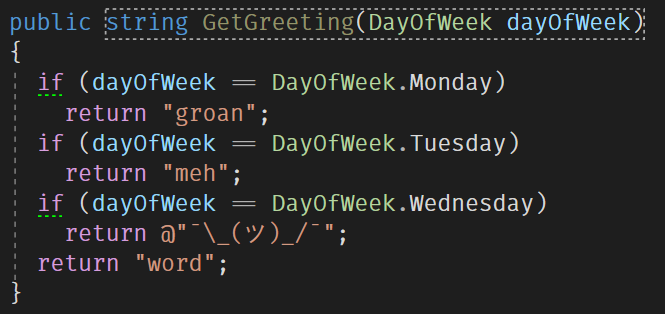 public string GetGreeting(DayOfWeek dayOfWeek)
{
if (dayOfWeek == DayOfWeek.Monday)
return "groan";
if (dayOfWeek == DayOfWeek.Tuesday)
return "meh";
if (dayOfWeek == DayOfWeek.Wednesday)
return @"¯\_(ツ)_/¯";
return "word";
}